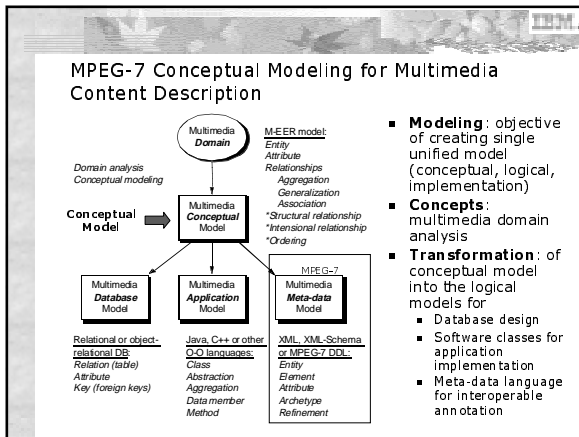 IBM
MPEG-7 Conceptual Modeling for Multimedia
Content Description
Multimedia
Domain
Domain analysis
Conceptual modeling
M-EER model:
Entity
Attribute
Relationships
Aggregation
Generalization
Association
*Structural relationship
*Intensional relationship
*Ordering
Conceptual
Model
Multimedia
Conceptual
Model
MPEG-7
Multimedia
Database
Model
Multimedia
Application
Model
Multimedia
Meta-data
Model
Relational or object-
relational DB:
Relation (table)
Attribute
Key (foreign keys)
Java, C++ or other
O-O languages:
Class
Abstraction
Aggregation
Data member
Method
XML, XML-Schema
or MPEG-7 DDL:
Entity
Element
Attribute
Archetype
Refinement
■ Modeling: objective
of creating single
unified model
(conceptual, logical,
implementation)
■ Concepts:
multimedia domain
analysis
■ Transformation: of
conceptual model
into the logical
models for
■ Database design
■ Software classes for
application
implementation
■ Meta-data language
for interoperable
annotation